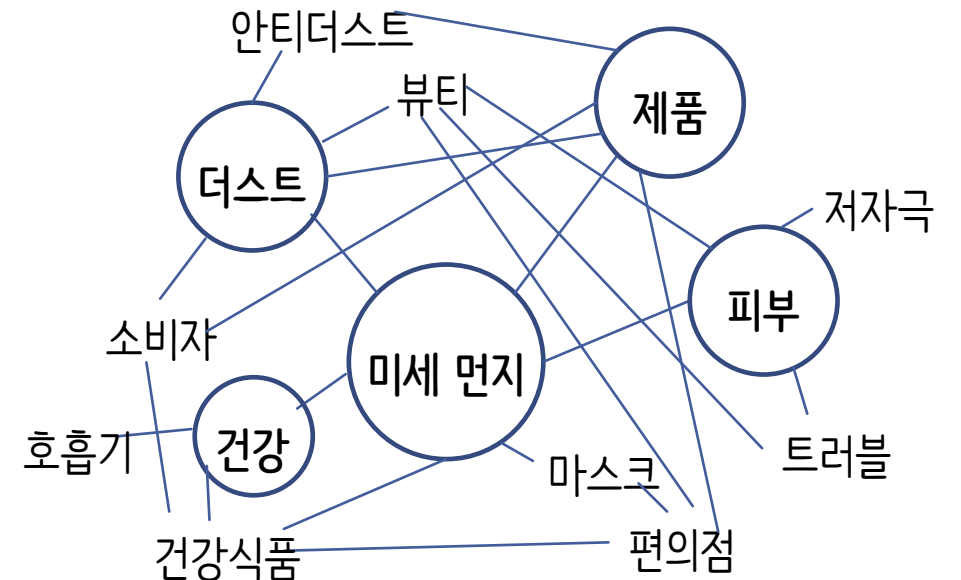 안티더스트
뷰티
제품
더스트
저자극
피부
소비자
미세 먼지
호흡기
건강
마스크
트러블
건강식품
편의점